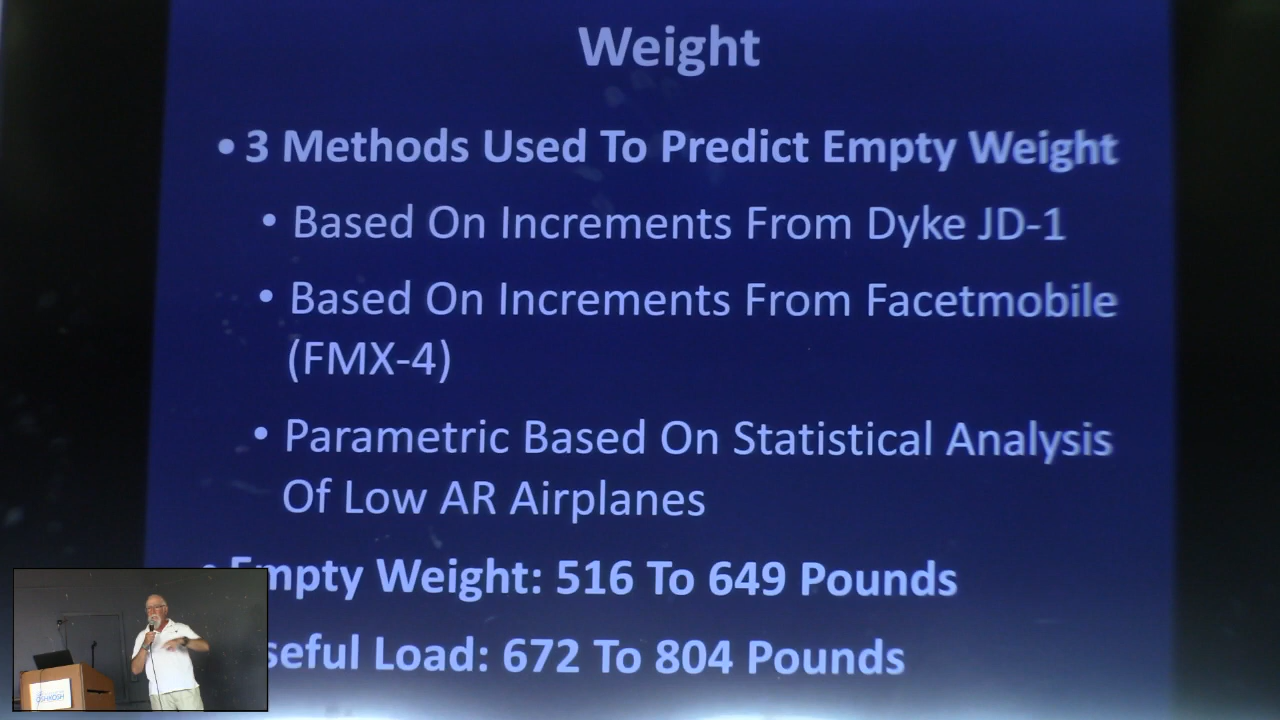 Weight
• 3 Methods Used To Predict Empty Weight
• Based On Increments From Dyke JD-1
• Based On Increments From Facetmobile
(FMX-4)
• Parametric Based On Statistical Analysis
Of Low AR Airplanes
• Empty Weight: 516 To 649 Pounds
seful Load: 672 To 804 Pounds
OSHKOSH